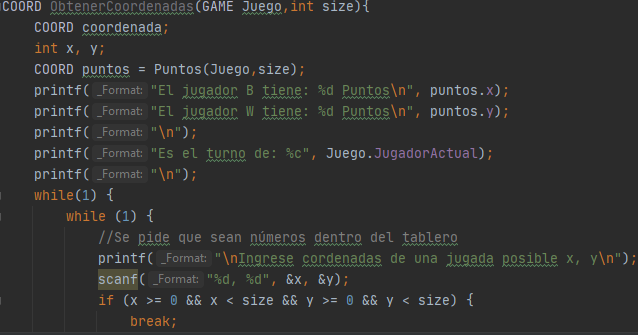 COORD ObtenerCoordenadas(GAME Juego,int size){
COORD coordenada;
int x, y;
COORD puntos = Puntos(Juego,size);
printf( _Format: "El jugador B tiene: %d Puntos\n", puntos.x);
printf( _Format: "El jugador W tiene: %d Puntos\n", puntos.y);
printf( _Format: "\n");
printf( _Format: "Es el turno de: %c", Juego.JugadorActual);
printf( _Format: "\n");
while(1) {
while (1) {
//Se pide que sean números dentro del tablero
printf( _Format: "\nIngrese cordenadas de una jugada posible x, y\n");
scanf( _Format: "%d, %d", &x, &y);
if (x >= 0 && x < size && y >= 0 && y < size) {
break;